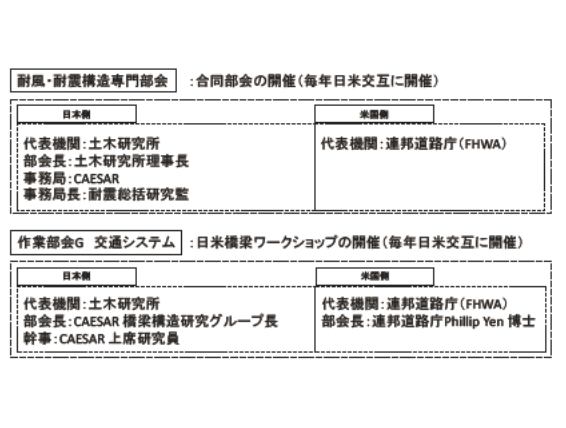 耐風・耐震構造専門部会 :合同部会の開催(毎年日米交互に開催)
日本側
代表機関:土木研究所
部会長:土木研究所理事長
事務局:CAESAR
事務局長:耐震総括研究監
米国側
代表機関:連邦道路庁(FHWA)
作業部会G 交通システム :日米橋梁ワークショップの開催(毎年日米交互に開催)
日本側
代表機関:土木研究所
部会長:CAESAR 橋梁構造研究グループ長
幹事:CAESAR 上席研究員
米国側
代表機関:連邦道路庁(FHWA)
部会長:連邦道路庁Phillip Yen 博士